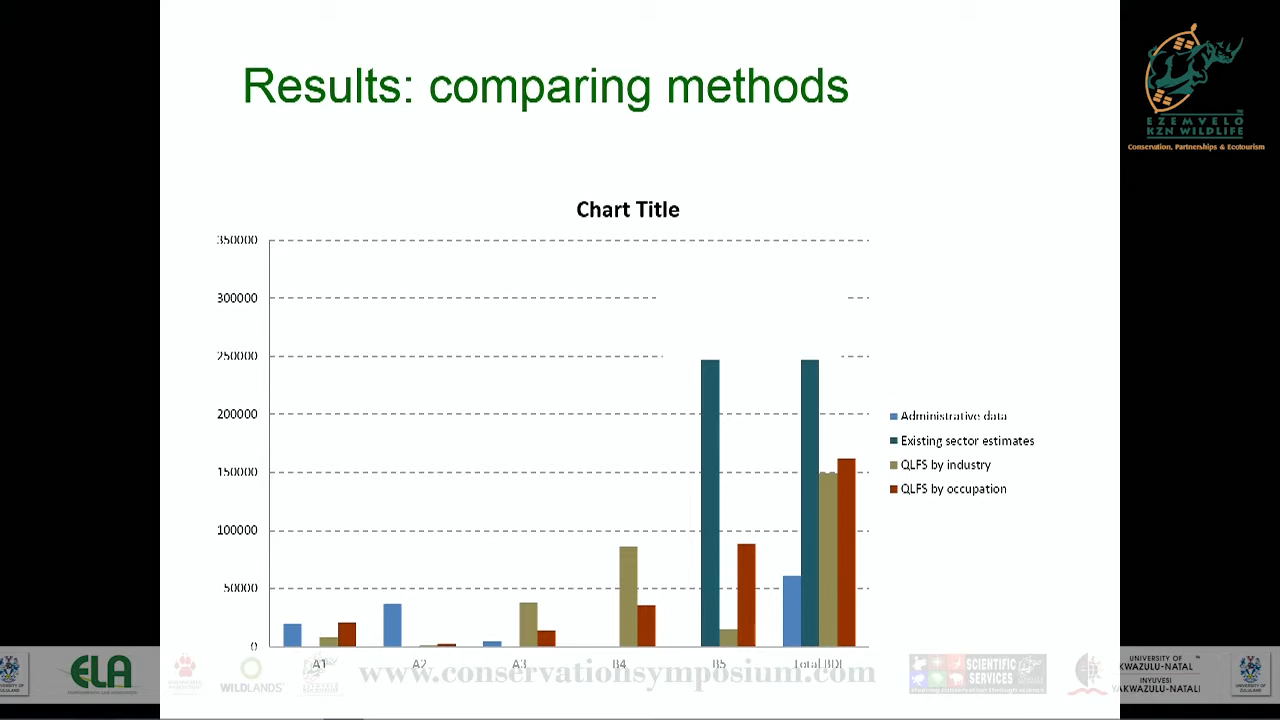 Results: comparing methods
EZEMVELO
KZN WILDLIFE
Conservation, Partnerships & Ecotourism
Chart Title
350000
300000
250000
200000
150000
100000
50000
0
Administrative data
Existing sector estimates
QLFS by industry
QLFS by occupation
A1 A2 A3 B4 B5 Total BDL
ELA
WILDLANDS
www.conservationsymposium.com
SCIENTIFIC
SERVICES
UNIVERSITY OF
KWAZULU-NATAL
INYUVESI
YAKWAZULU-NATALI